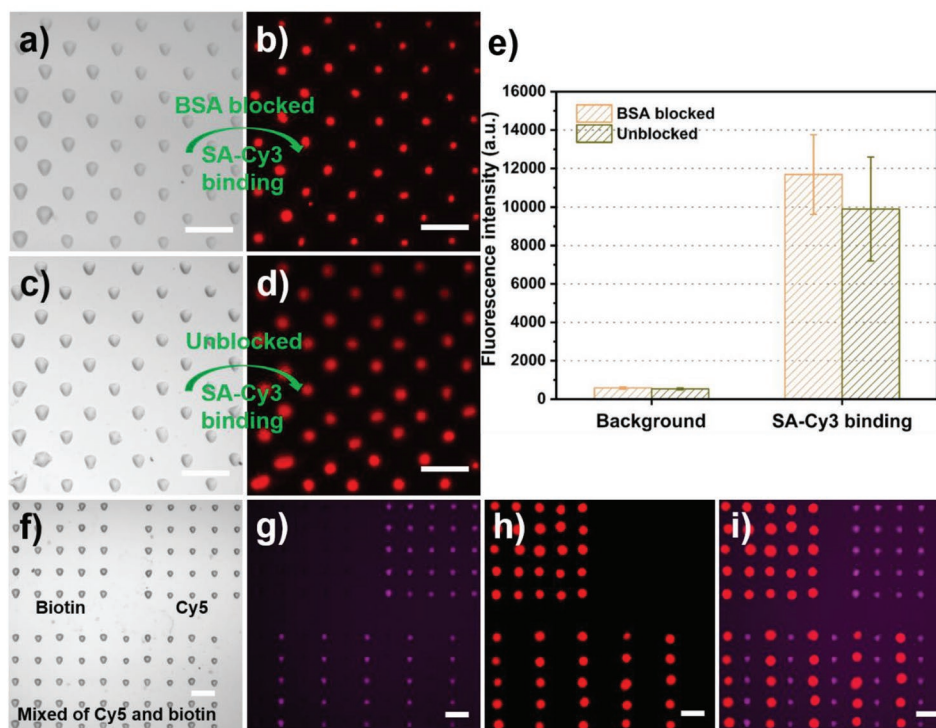 a)
b)
BSA blocked
SA-Cy3
binding
c)
d)
Unblocked
SA-Cy3
binding
e)
Fluorescence intensity (a.u.)
16000
14000
12000
10000
8000
6000
4000
2000
0
BSA blocked
Unblocked
Background
SA-Cy3 binding
f)
Biotin
Cy5
Mixed of Cy5 and biotin
g)
h)
i)